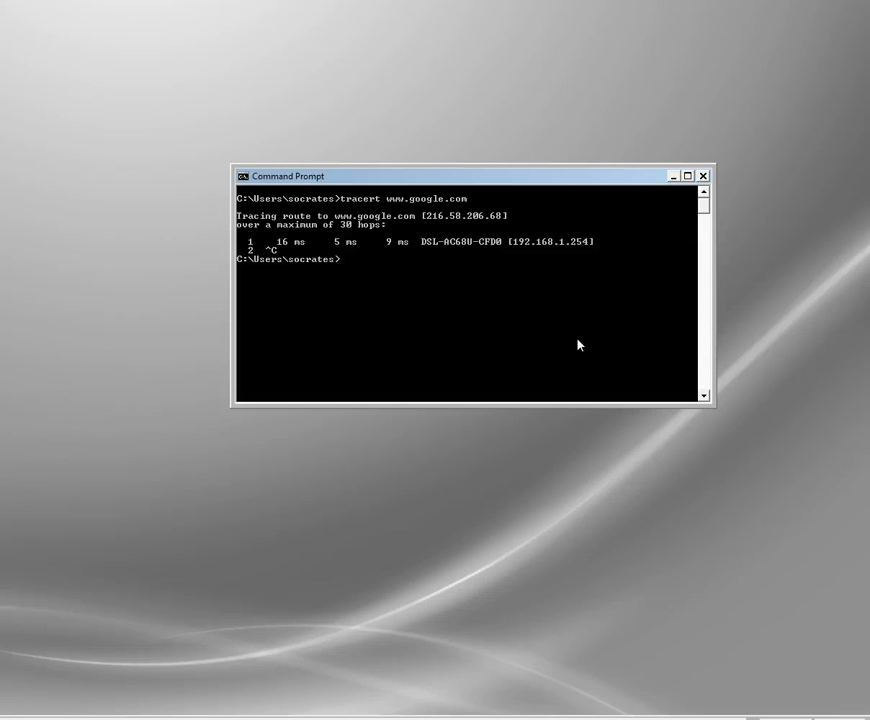 Command Prompt
C:\Users\socrates>tracert www.google.com
Tracing route to www.google.com [216.58.206.68]
over a maximum of 30 hops:
1 16 ms 5 ms 9 ms DSL-AC68U-CFD0 [192.168.1.254]
2 ^C
C:\Users\socrates>